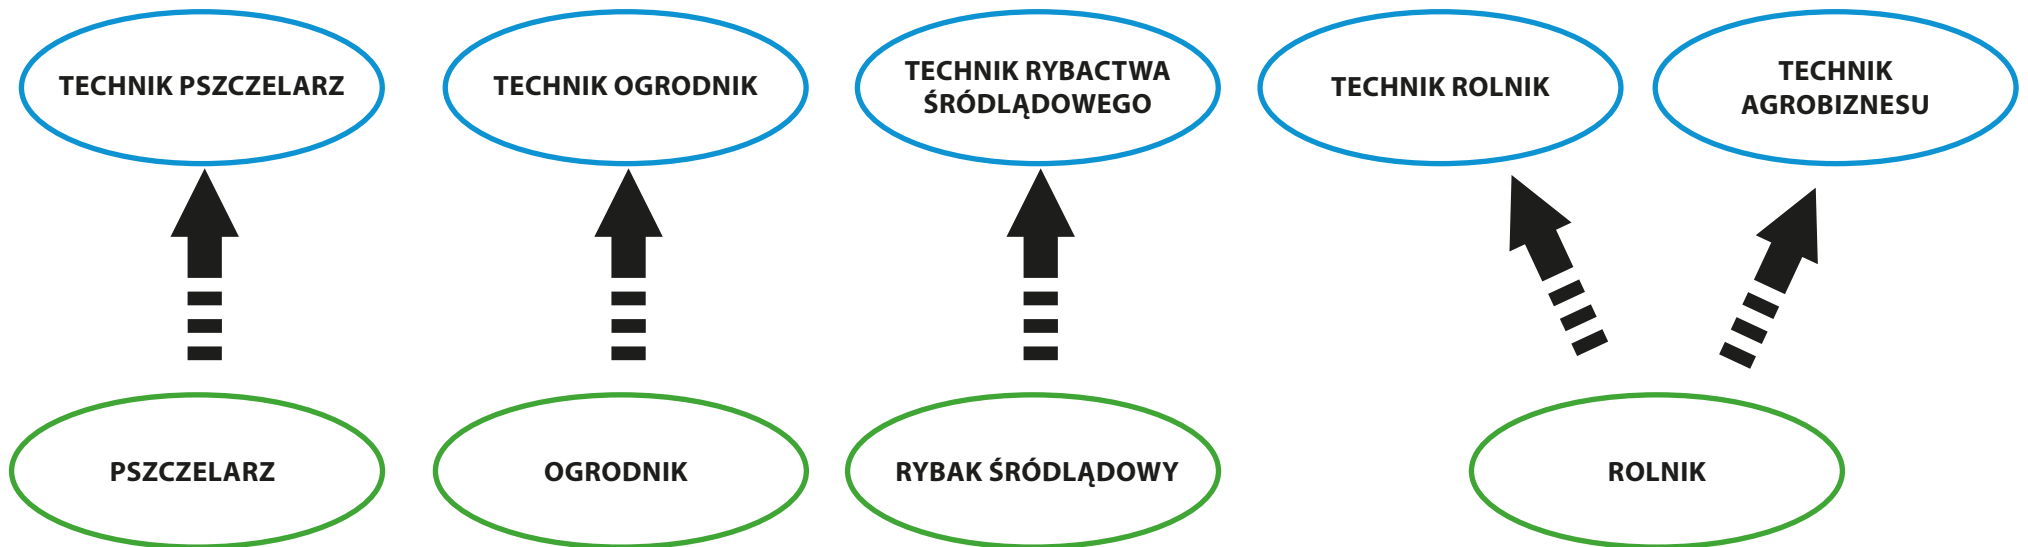 TECHNIK PSZCZELARZ
TECHNIK OGRODNIK
TECHNIK RYBACTWA
ŚRÓDLĄDOWEGO
TECHNIK ROLNIK
TECHNIK
AGROBIZNESU
PSZCZELARZ
OGRODNIK
RYBAK ŚRÓDLĄDOWY
ROLNIK